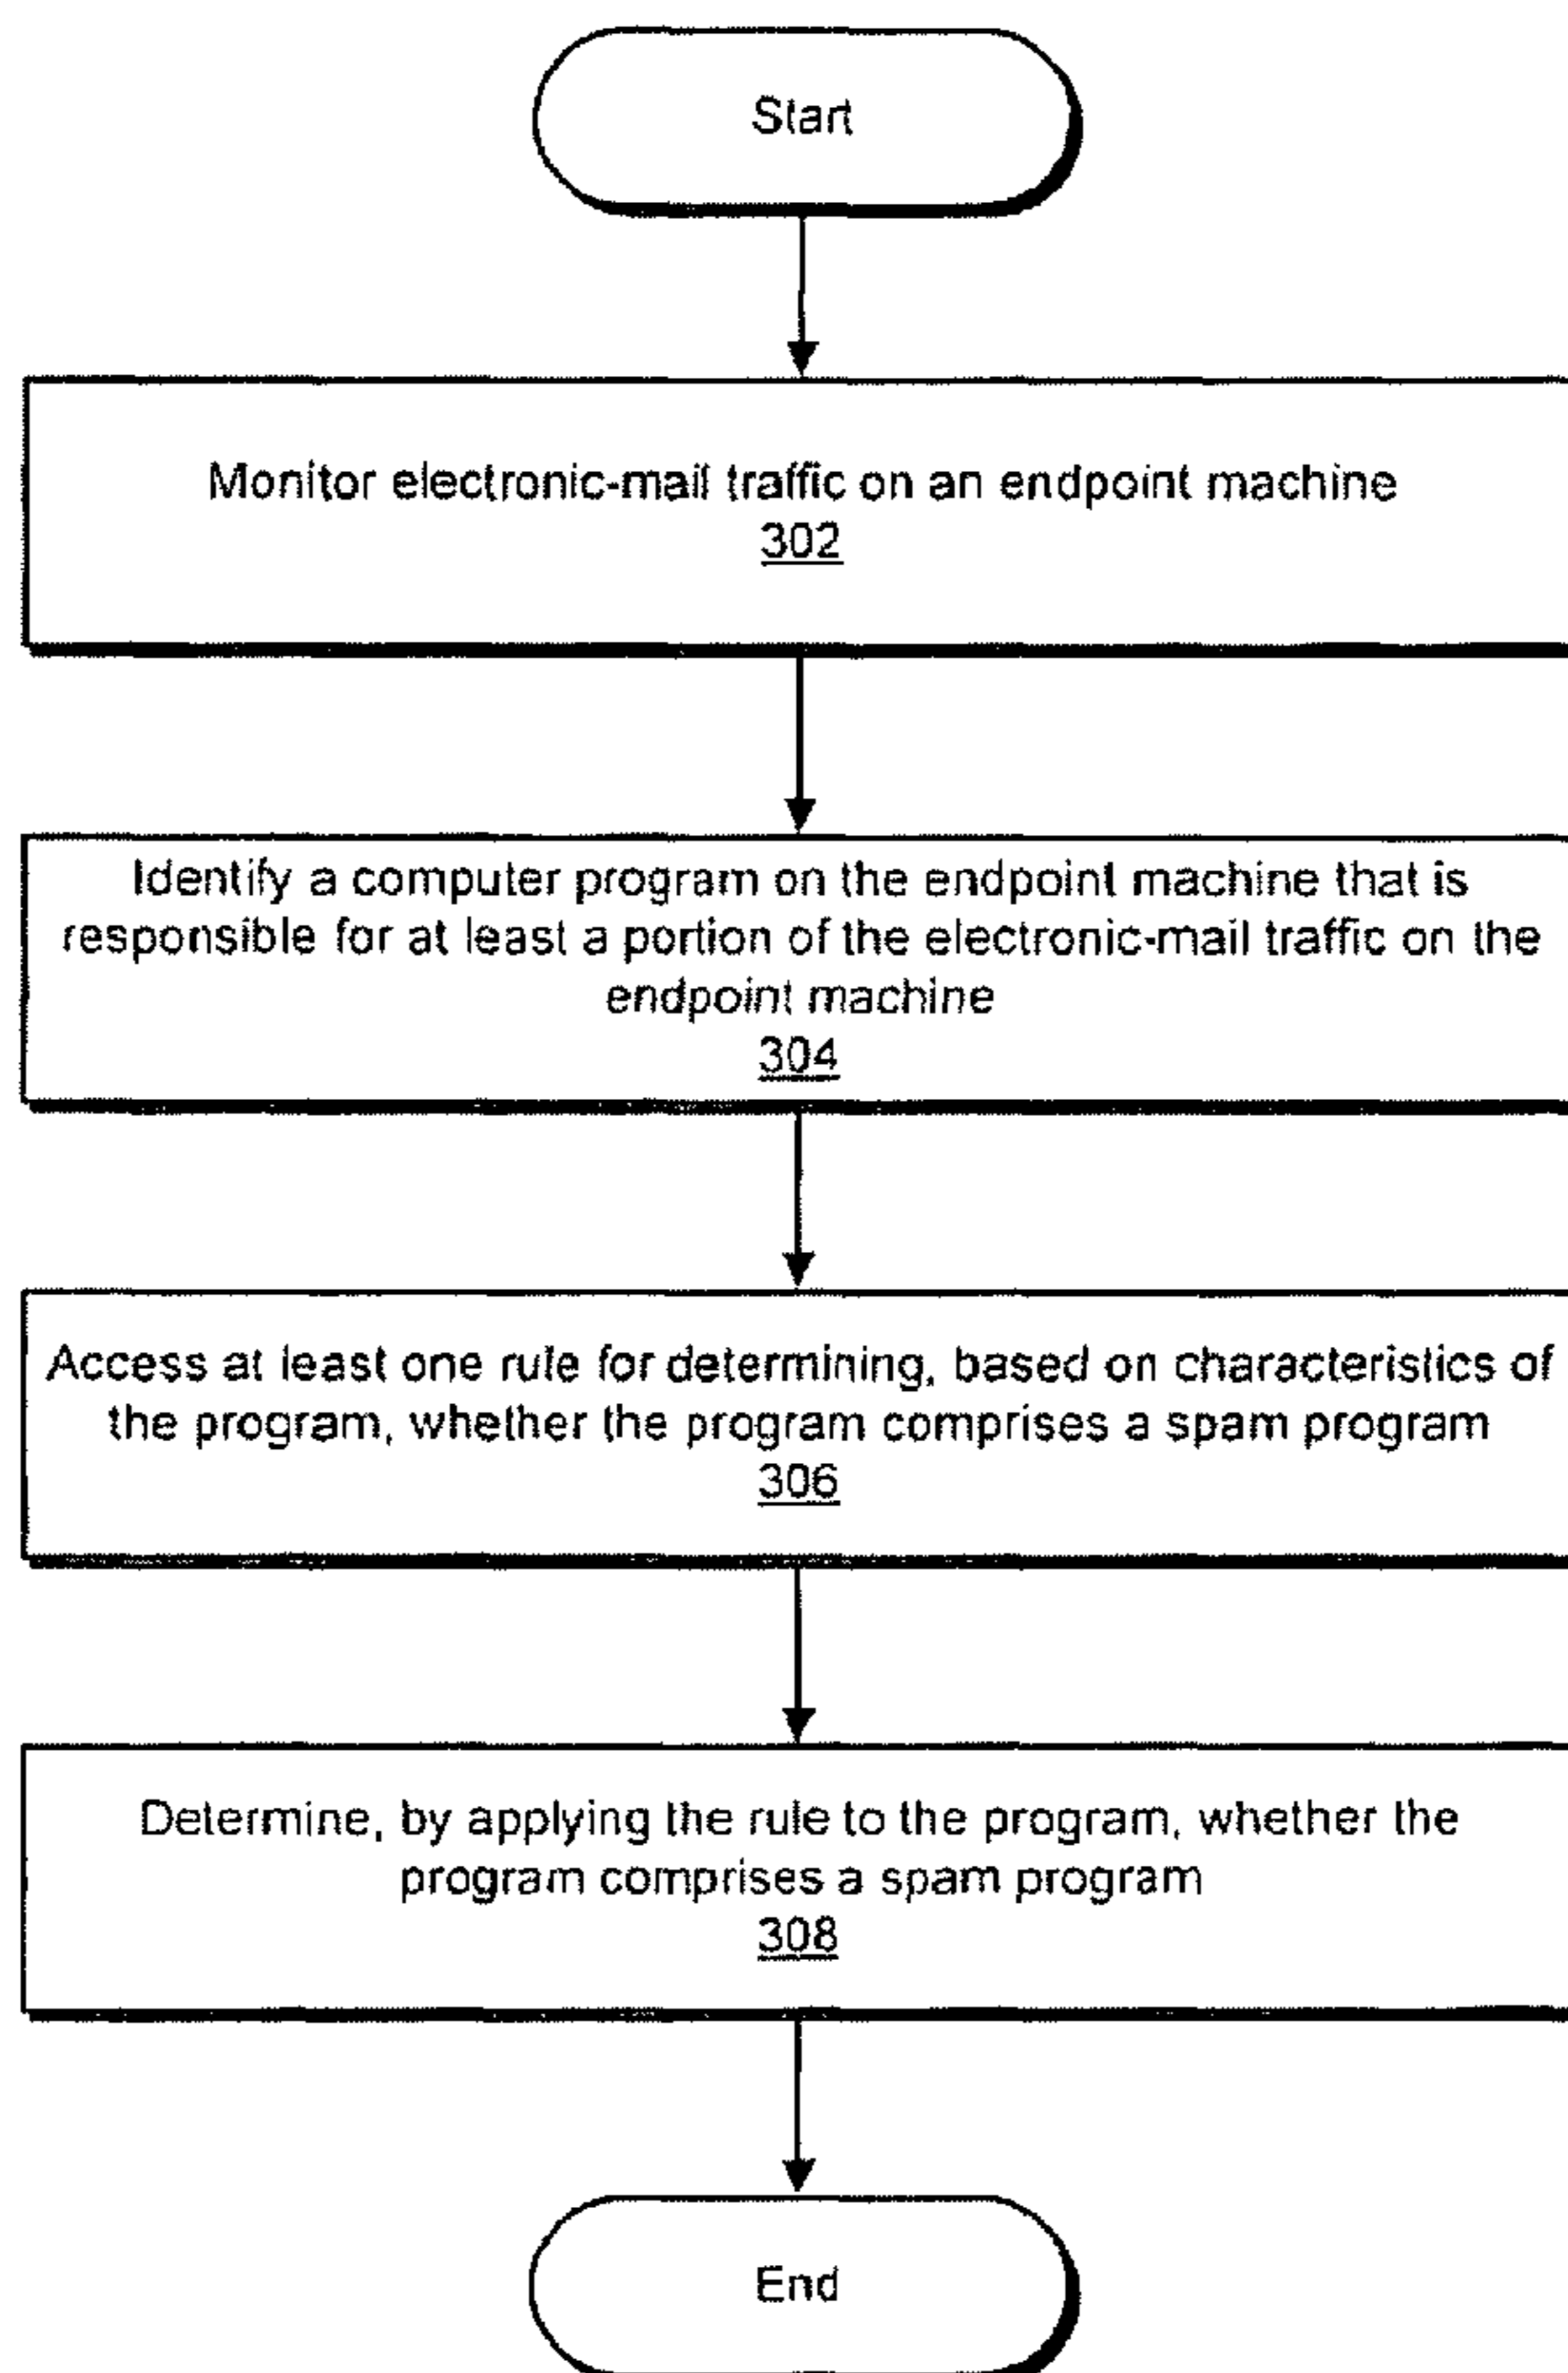 Start
Monitor electronic-mail traffic on an endpoint machine
302
Identify a computer program on the endpoint machine that is
responsible for at least a portion of the electronic-mail traffic on the
endpoint machine
304
Access at least one rule for determining, based on characteristics of
the program, whether the program comprises a spam program
306
Determine, by applying the rule to the program, whether the
program comprises a spam program
308
End